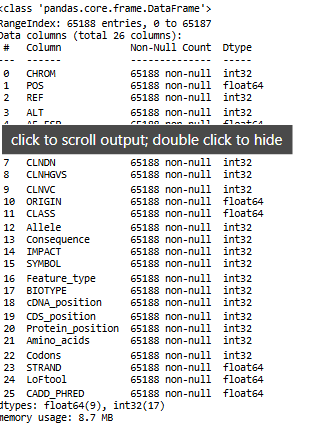 <class 'pandas.core.frame.DataFrame'>
RangeIndex: 65188 entries, 0 to 65187
Data columns (total 26 columns):
 #   Column            Non-Null Count  Dtype
---  ------            --------------  -----
 0   CHROM             65188 non-null  int32
 1   POS               65188 non-null  float64
 2   REF               65188 non-null  int32
 3   ALT               65188 non-null  int32
click to scroll output; double click to hide
 7   CLNDN             65188 non-null  int32
 8   CLNHGVS           65188 non-null  int32
 9   CLNVC             65188 non-null  int32
 10  ORIGIN            65188 non-null  float64
 11  CLASS             65188 non-null  float64
 12  Allele            65188 non-null  int32
 13  Consequence       65188 non-null  int32
 14  IMPACT            65188 non-null  int32
 15  SYMBOL            65188 non-null  int32
 16  Feature_type      65188 non-null  int32
 17  BIOTYPE           65188 non-null  int32
 18  cDNA_position     65188 non-null  int32
 19  CDS_position      65188 non-null  int32
 20  Protein_position  65188 non-null  int32
 21  Amino_acids       65188 non-null  int32
 22  Codons            65188 non-null  int32
 23  STRAND            65188 non-null  float64
 24  LoFtool           65188 non-null  float64
 25  CADD_PHRED        65188 non-null  float64
dtypes: float64(9), int32(17)
memory usage: 8.7 MB